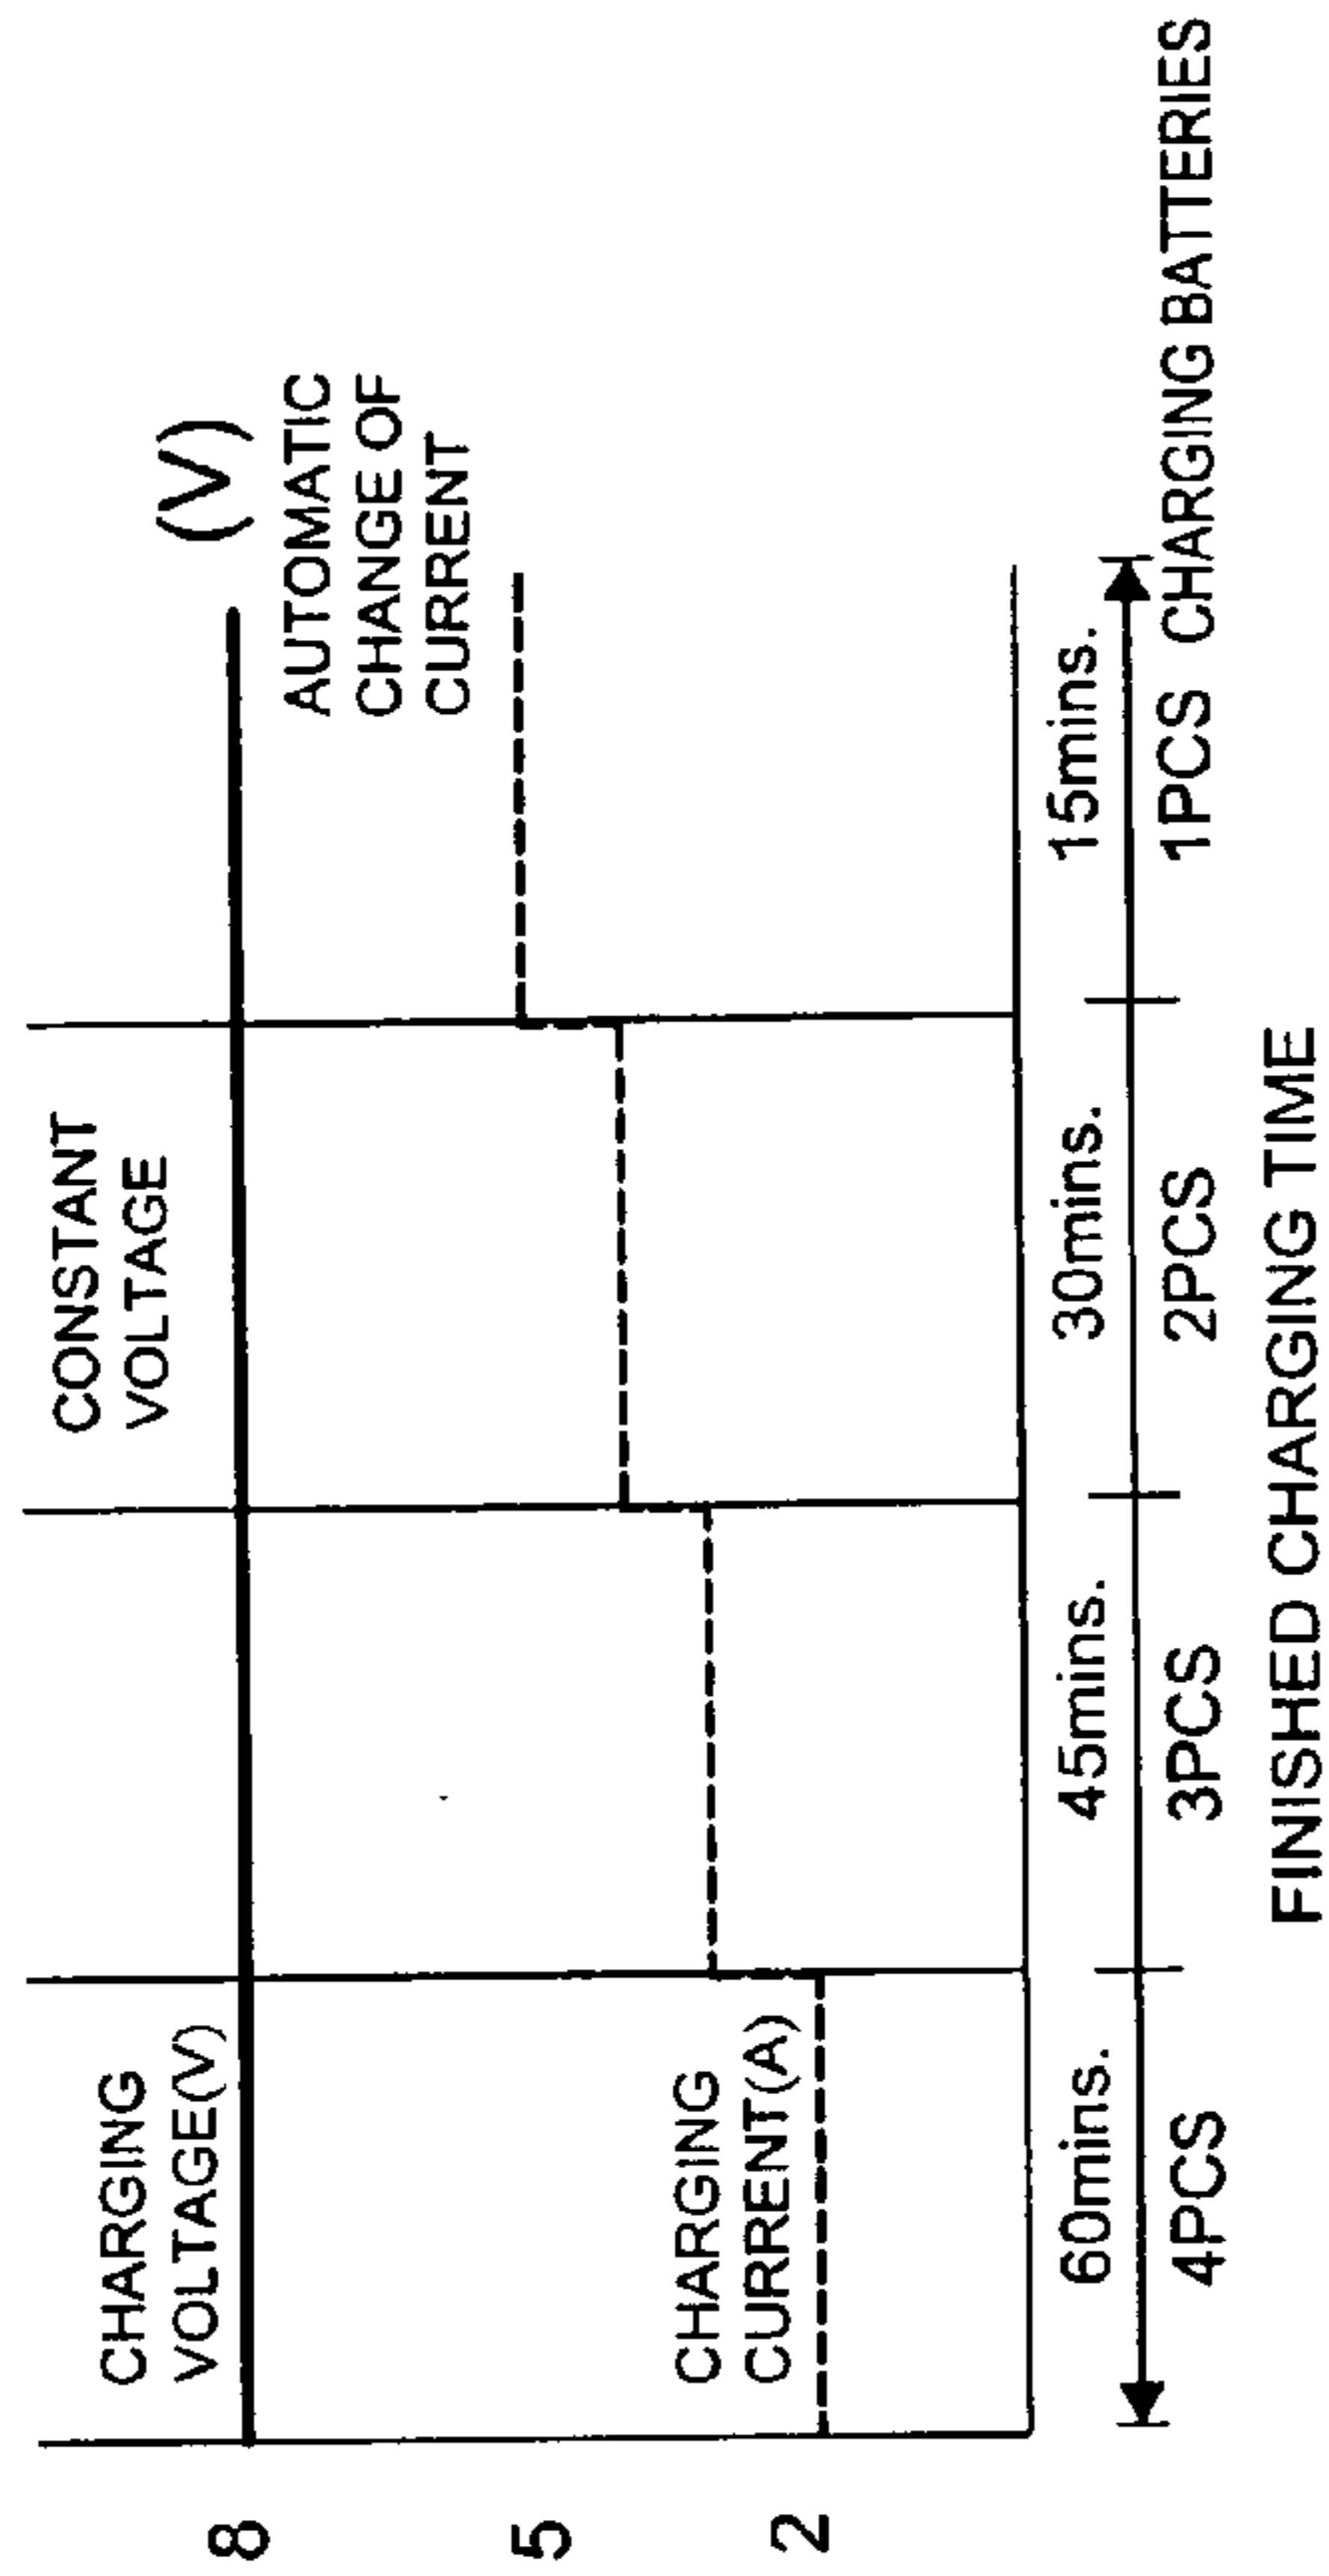 CONSTANT
VOLTAGE
CHARGING
VOLTAGE(V)
(V)
8
AUTOMATIC
CHANGE OF
CURRENT
5
CHARGING
CURRENT(A)
2
60mins. 45mins. 30mins. 15mins.
4PCS 3PCS 2PCS 1PCS CHARGING BATTERIES
FINISHED CHARGING TIME